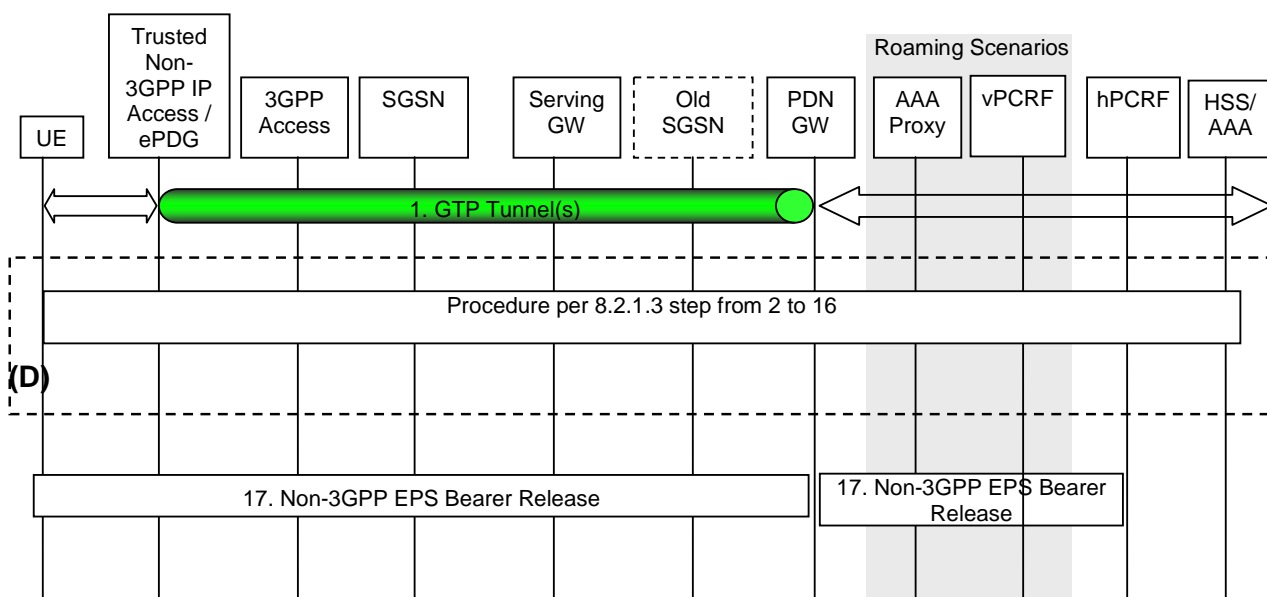 Roaming Scenarios
UE
Trusted
Non-
3GPP IP
Access /
ePDG
3GPP
Access
SGSN
Serving
GW
Old
SGSN
PDN
GW
AAA
Proxy
vPCRF
hPCRF
HSS/
AAA
1. GTP Tunnel(s)
Procedure per 8.2.1.3 step from 2 to 16
(D)
17. Non-3GPP EPS Bearer Release
17. Non-3GPP EPS Bearer
Release